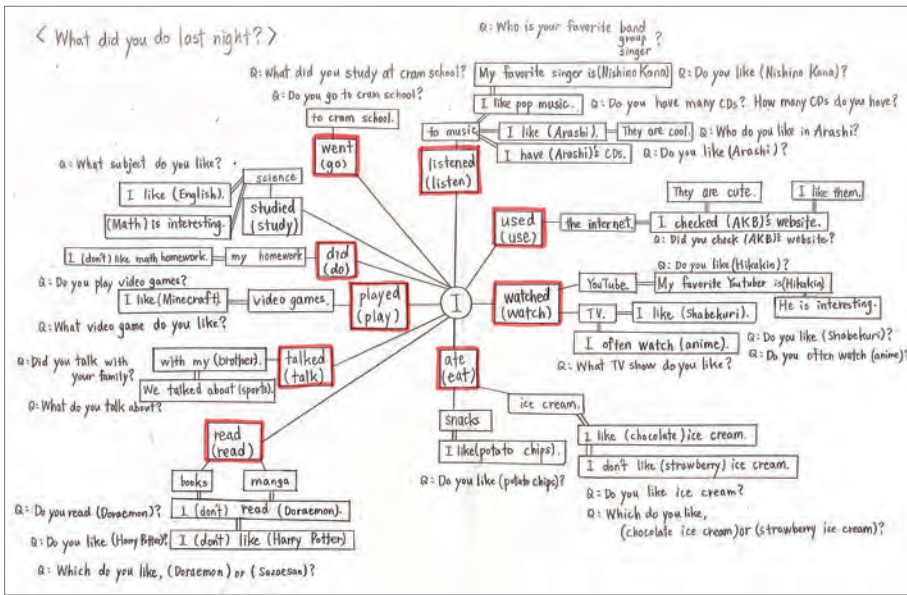 < What did you do last night? >
Q: Who is your favorite band
group
singer ?
Q: What did you study at cram school?
My favorite singer is (Nishino Kana)
Q: Do you like (Nishino Kana)?
Q: Do you go to cram school?
I like pop music.
Q: Do you have many CDs? How many CDs do you have?
to cram school.
to music
I like (Arashi).
They are cool.
Q: Who do you like in Arashi?
I have (Arashi)'s CDs.
Q: Do you like (Arashi)?
went
(go)
listened
(listen)
Q: What subject do you like?
science
I like (English).
(Math) is interesting.
studied
(study)
They are cute.
I like them.
used
(use)
the internet.
I checked (AKB)'s website.
Q: Did you check (AKB)'s website?
I (don't) like math homework.
my homework
did
(do)
Q: Do you play video games?
I like (Minecraft).
video games.
played
(play)
Q: What video game do you like?
I
watched
(watch)
Q: Do you like (Hikakin)?
YouTube.
My favorite Youtuber is (Hikakin)
He is interesting.
TV.
I like (Shabekuri).
Q: Do you like (Shabekuri)?
I often watch (anime).
Q: Do you often watch (anime)?
Q: What TV show do you like?
Q: Did you talk with
your family?
with my (brother).
talked
(talk)
We talked about (sports).
Q: What do you talk about?
ate
(eat)
snacks
I like (potato chips).
Q: Do you like (potato chips)?
ice cream.
I like (chocolate) ice cream.
I don't like (strawberry) ice cream.
Q: Do you like ice cream?
Q: Which do you like,
(chocolate ice cream) or (strawberry ice cream)?
read
(read)
books
manga
Q: Do you read (Doraemon)?
I (don't) read (Doraemon).
Q: Do you like (Harry Potter)?
I (don't) like (Harry Potter)
Q: Which do you like, (Doraemon) or (Sazaesan)?